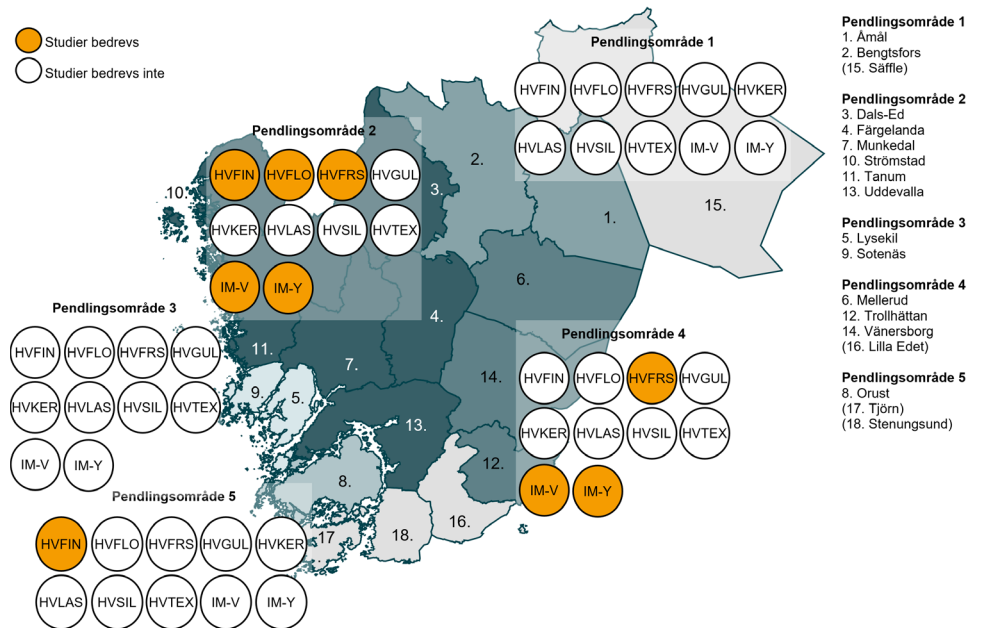 Studier bedrevs
Studier bedrevs inte
Pendlingsområde 1
HVFIN HVFLO HVFRS HVGUL HVKER
HVLAS HVSIL HVTEX IM-V IM-Y
Pendlingsområde 2
HVFIN HVFLO HVFRS HVGUL
HVKER HVLAS HVSIL HVTEX
IM-V IM-Y
Pendlingsområde 3
HVFIN HVFLO HVFRS HVGUL
HVKER HVLAS HVSIL HVTEX
IM-V IM-Y
Pendlingsområde 4
HVFIN HVFLO HVFRS HVGUL
HVKER HVLAS HVSIL HVTEX
IM-V IM-Y
Pendlingsområde 5
HVFIN HVFLO HVFRS HVGUL HVKER
HVLAS HVSIL HVTEX IM-V IM-Y
2.
3.
10.
1.
15.
6.
4.
11.
7.
14.
9.
5.
13.
12.
8.
16.
17.
18.
Pendlingsområde 1
1. Åmål
2. Bengtsfors
(15. Säffle)
Pendlingsområde 2
3. Dals-Ed
4. Färgelanda
7. Munkedal
10. Strömstad
11. Tanum
13. Uddevalla
Pendlingsområde 3
5. Lysekil
9. Sotenäs
Pendlingsområde 4
6. Mellerud
12. Trollhättan
14. Vänersborg
(16. Lilla Edet)
Pendlingsområde 5
8. Orust
(17. Tjörn)
(18. Stenungsund)